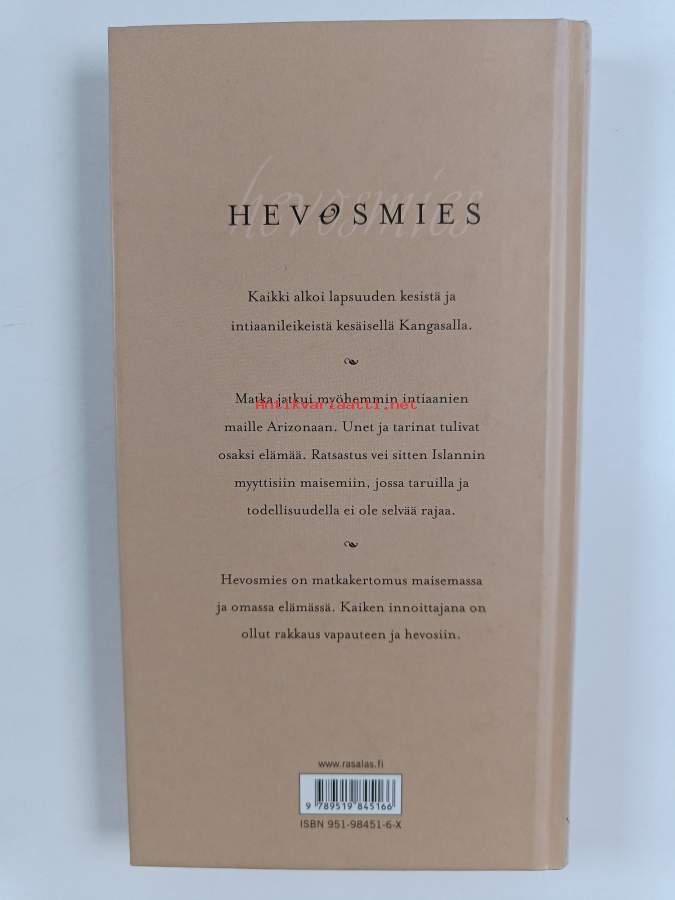 hevosmies
HEVOSMIES
Kaikki alkoi lapsuuden kesistä ja
intiaanileikeistä kesäisellä Kangasalla.
Matka jatkui myöhemmin intiaanien
Antikvariaatti.net
maille Arizonaan. Unet ja tarinat tulivat
osaksi elämää. Ratsastus vei sitten Islannin
myyttisiin maisemiin, jossa taruilla ja
todellisuudella ei ole selvää rajaa.
Hevosmies on matkakertomus maisemassa
ja omassa elämässä. Kaiken innoittajana on
ollut rakkaus vapauteen ja hevosiin.
www.rasalas.fi
9 789519 845166
ISBN 951-98451-6-X